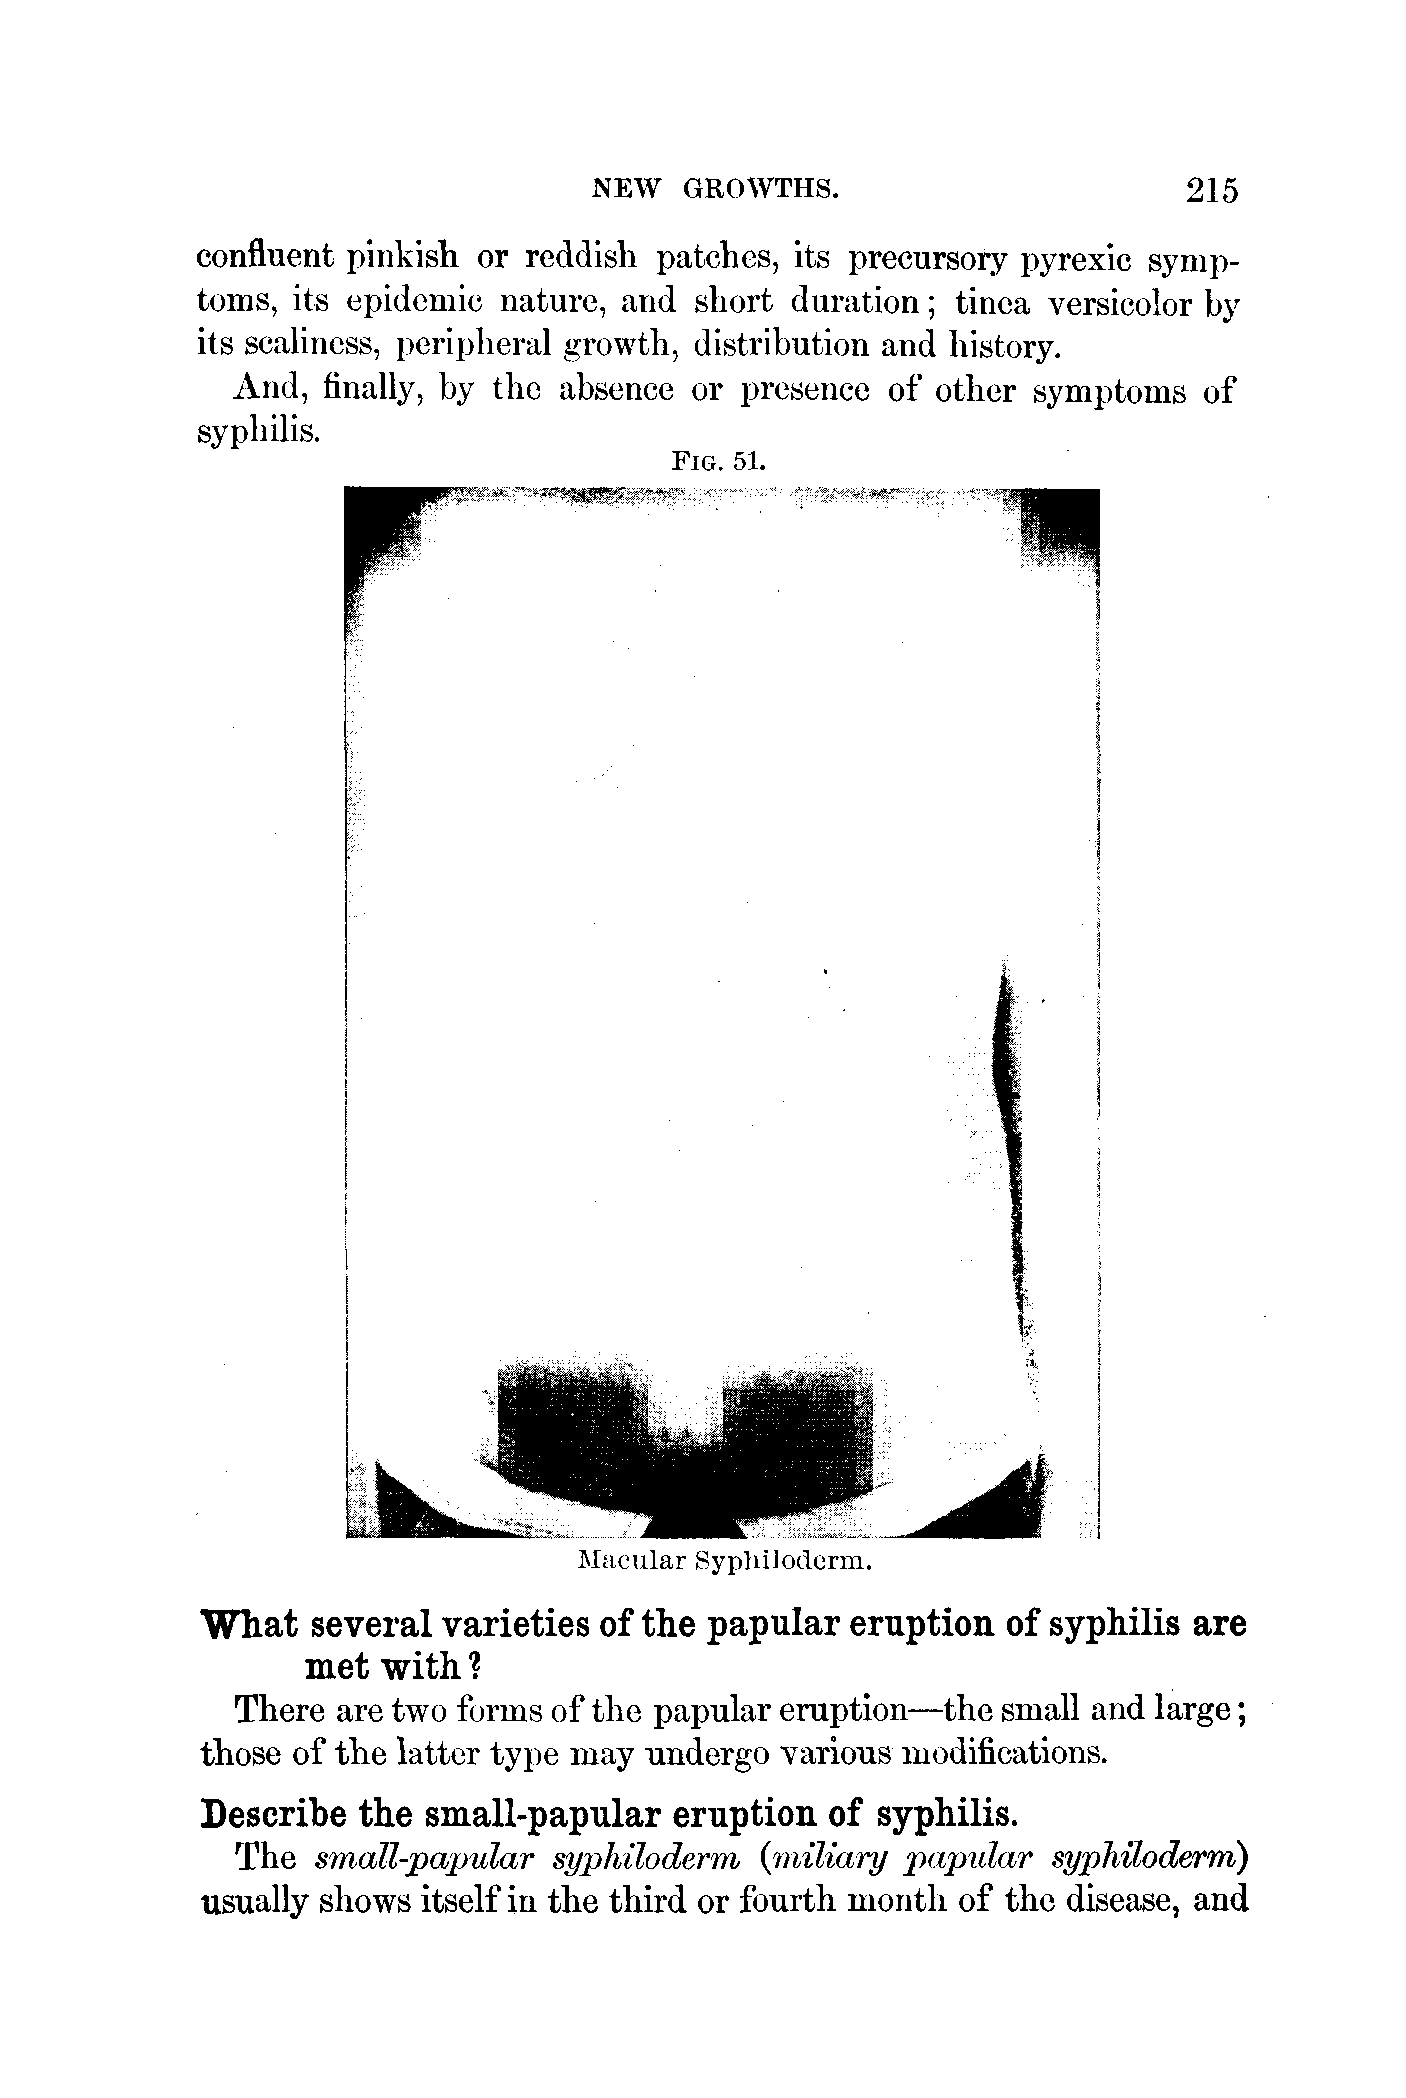 NEW GROWTHS. 215
confluent pinkish or reddish patches, its precursory pyrexic symp-
toms, its epidemic nature, and short duration; tinea versicolor by
its scaliness, peripheral growth, distribution and history.
And, finally, by the absence or presence of other symptoms of
syphilis.
FIG. 51.
Macular Syphiloderm.
What several varieties of the papular eruption of syphilis are
met with?
There are two forms of the papular eruption—the small and large;
those of the latter type may undergo various modifications.
Describe the small-papular eruption of syphilis.
The small-papular syphiloderm (miliary papular syphiloderm)
usually shows itself in the third or fourth month of the disease, and